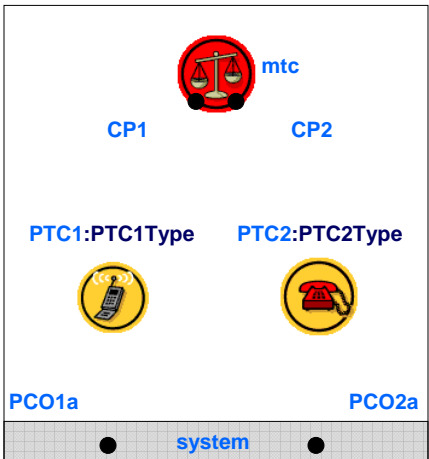 mtc
CP1 CP2
PTC1:PTC1Type PTC2:PTC2Type
PCO1a PCO2a
system